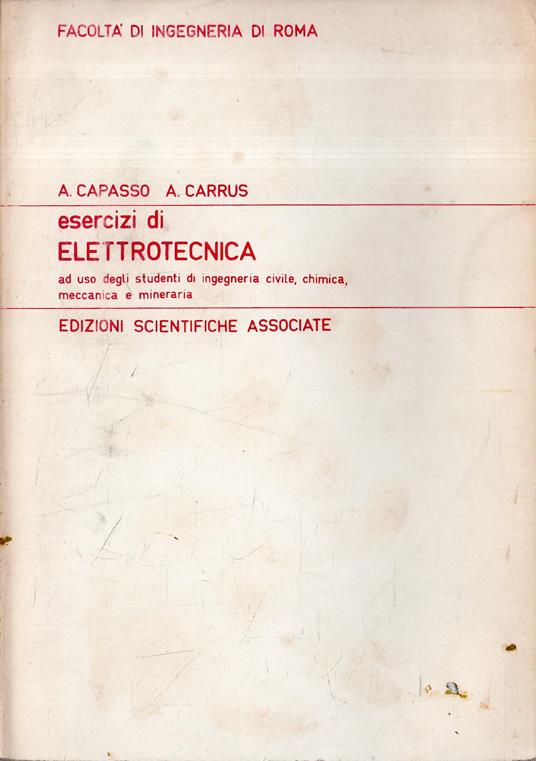 FACOLTA' DI INGEGNERIA DI ROMA
A. CAPASSO A. CARRUS
esercizi di
ELETTROTECNICA
ad uso degli studenti di ingegneria civile, chimica,
meccanica e mineraria
EDIZIONI SCIENTIFICHE ASSOCIATE